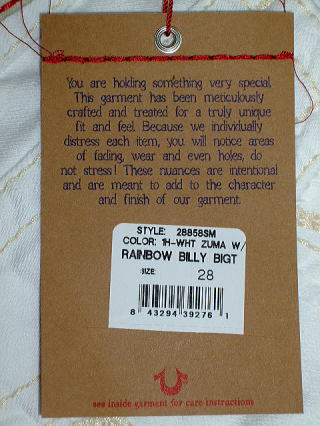 You are holding something very special.
This garment has been meticulously
crafted and treated for a truly unique
fit and feel. Because we individually
distress each item, you will notice areas
of fading, wear and even holes, do
not stress! These nuances are intentional
and are meant to add to the character
and finish of our garment.
STYLE: 28858SM
COLOR: 1H-WHT ZUMA W/
RAINBOW BILLY BIGT
SIZE: 28
8 43294 39276 1
see inside garment for care instructions